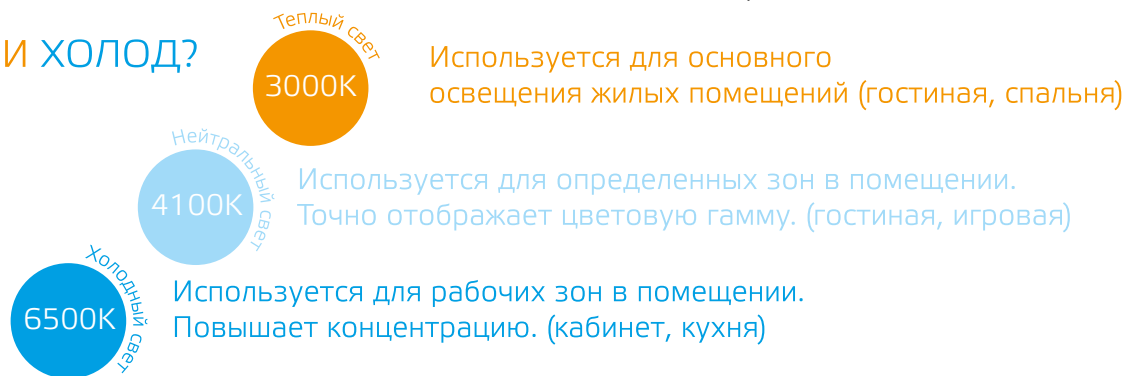 И ХОЛОД?
Теплый свет
3000К
Используется для основного
освещения жилых помещений (гостиная, спальня)
Нейтральный свет
4100К
Используется для определенных зон в помещении.
Точно отображает цветовую гамму. (гостиная, игровая)
Холодный свет
6500К
Используется для рабочих зон в помещении.
Повышает концентрацию. (кабинет, кухня)